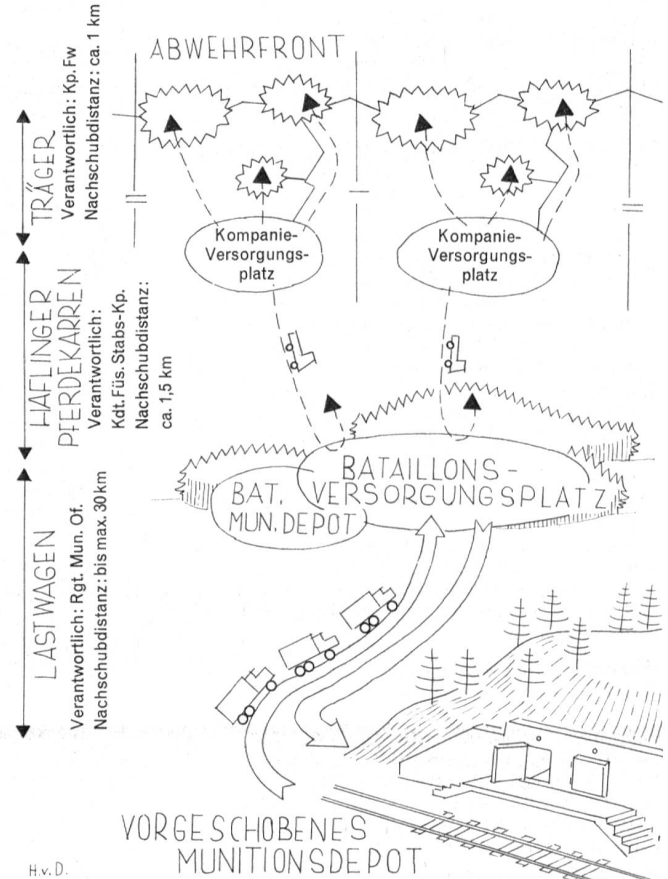 ABWEHRFRONT
TRÄGER
Verantwortlich: Kp. Fw
Nachschubdistanz: ca. 1 km
Kompanie-
Versorgungs-
platz
Kompanie-
Versorgungs-
platz
HAFLINGER
PFERDEKARREN
Verantwortlich:
Kdt. Füs. Stabs-Kp.
Nachschubdistanz:
ca. 1,5 km
BATAILLONS-
VERSORGUNGSPLATZ
BAT.
MUN. DEPOT
LASTWAGEN
Verantwortlich: Rgt. Mun. Of.
Nachschubdistanz: bis max. 30 km
VORGESCHOBENES
MUNITIONSDEPOT
H.v.D.